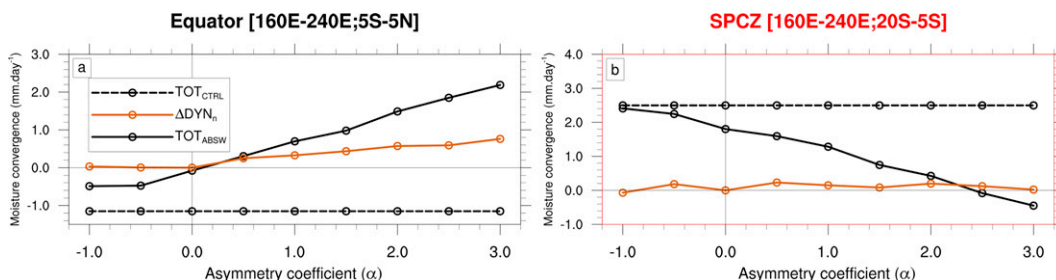 Equator [160E-240E;5S-5N]
Moisture convergence (mm.day⁻¹)
3.0
2.0
1.0
0.0
-1.0
a
TOT_CTRL
ΔDYN_n
TOT_ABSW
-1.0 0.0 1.0 2.0 3.0
Asymmetry coefficient (α)
SPCZ [160E-240E;20S-5S]
Moisture convergence (mm.day⁻¹)
4.0
3.0
2.0
1.0
0.0
-1.0
b
-1.0 0.0 1.0 2.0 3.0
Asymmetry coefficient (α)